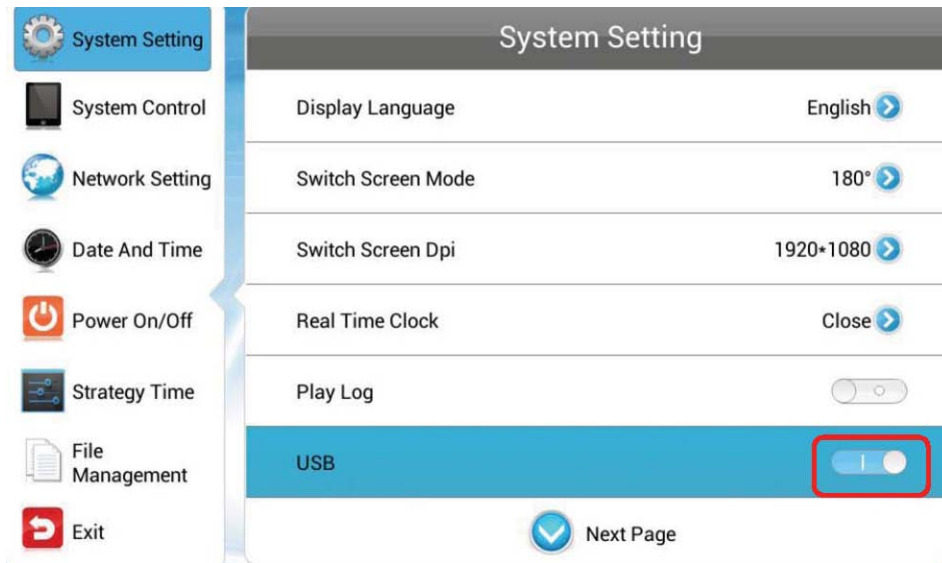 System Setting
System Control
Network Setting
Date And Time
Power On/Off
Strategy Time
File
Management
Exit
System Setting
Display Language English
Switch Screen Mode 180°
Switch Screen Dpi 1920*1080
Real Time Clock Close
Play Log
USB
Next Page